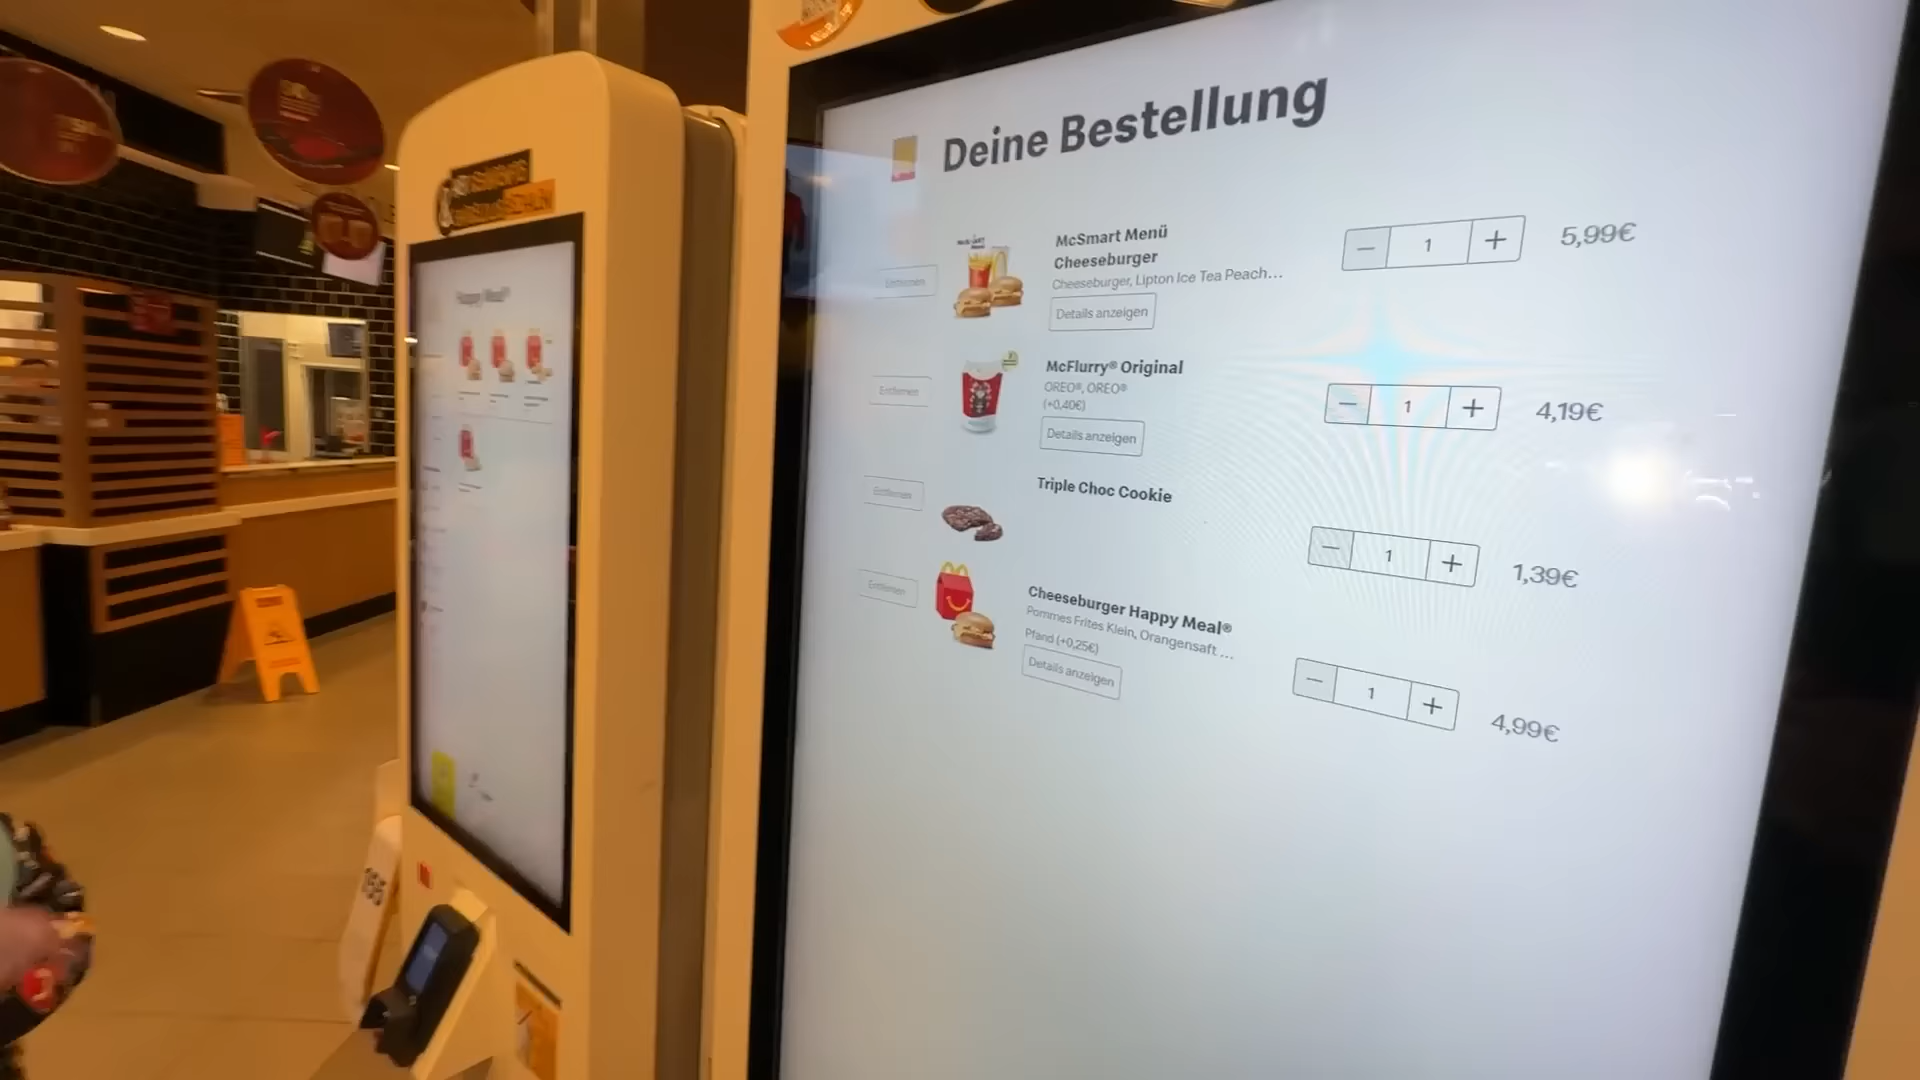 Deine Bestellung
Entfernen
McSmart Menü
Cheeseburger
Cheeseburger, Lipton Ice Tea Peach...
Details anzeigen
1
5,99€
Entfernen
McFlurry® Original
OREO®, OREO®
(+0,40€)
Details anzeigen
1
4,19€
Entfernen
Triple Choc Cookie
1
1,39€
Entfernen
Cheeseburger Happy Meal®
Pommes Frites Klein, Orangensaft ...
Pfand (+0,25€)
Details anzeigen
1
4,99€
Happy Meal®